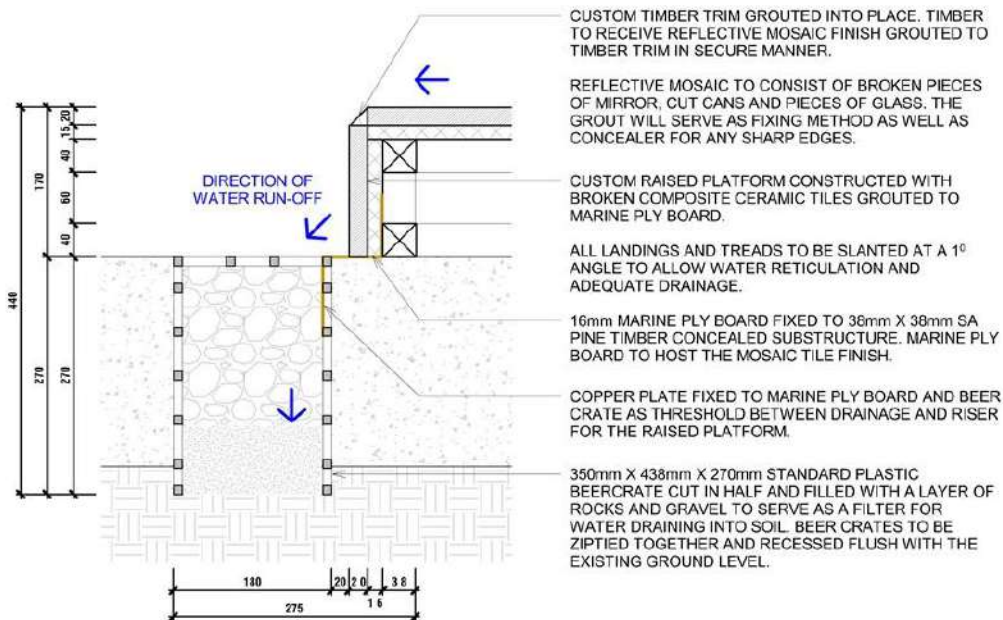 CUSTOM TIMBER TRIM GROUTED INTO PLACE. TIMBER
TO RECEIVE REFLECTIVE MOSAIC FINISH GROUTED TO
TIMBER TRIM IN SECURE MANNER.
REFLECTIVE MOSAIC TO CONSIST OF BROKEN PIECES
OF MIRROR, CUT CANS AND PIECES OF GLASS. THE
GROUT WILL SERVE AS FIXING METHOD AS WELL AS
CONCEALER FOR ANY SHARP EDGES.
CUSTOM RAISED PLATFORM CONSTRUCTED WITH
BROKEN COMPOSITE CERAMIC TILES GROUTED TO
MARINE PLY BOARD.
ALL LANDINGS AND TREADS TO BE SLANTED AT A 1⁰
ANGLE TO ALLOW WATER RETICULATION AND
ADEQUATE DRAINAGE.
16mm MARINE PLY BOARD FIXED TO 38mm X 38mm SA
PINE TIMBER CONCEALED SUBSTRUCTURE. MARINE PLY
BOARD TO HOST THE MOSAIC TILE FINISH.
COPPER PLATE FIXED TO MARINE PLY BOARD AND BEER
CRATE AS THRESHOLD BETWEEN DRAINAGE AND RISER
FOR THE RAISED PLATFORM.
350mm X 438mm X 270mm STANDARD PLASTIC
BEERCRATE CUT IN HALF AND FILLED WITH A LAYER OF
ROCKS AND GRAVEL TO SERVE AS A FILTER FOR
WATER DRAINING INTO SOIL. BEER CRATES TO BE
ZIPTIED TOGETHER AND RECESSED FLUSH WITH THE
EXISTING GROUND LEVEL.
DIRECTION OF
WATER RUN-OFF
440
170
270
20
15
40
60
40
270
180
20
20
16
38
275